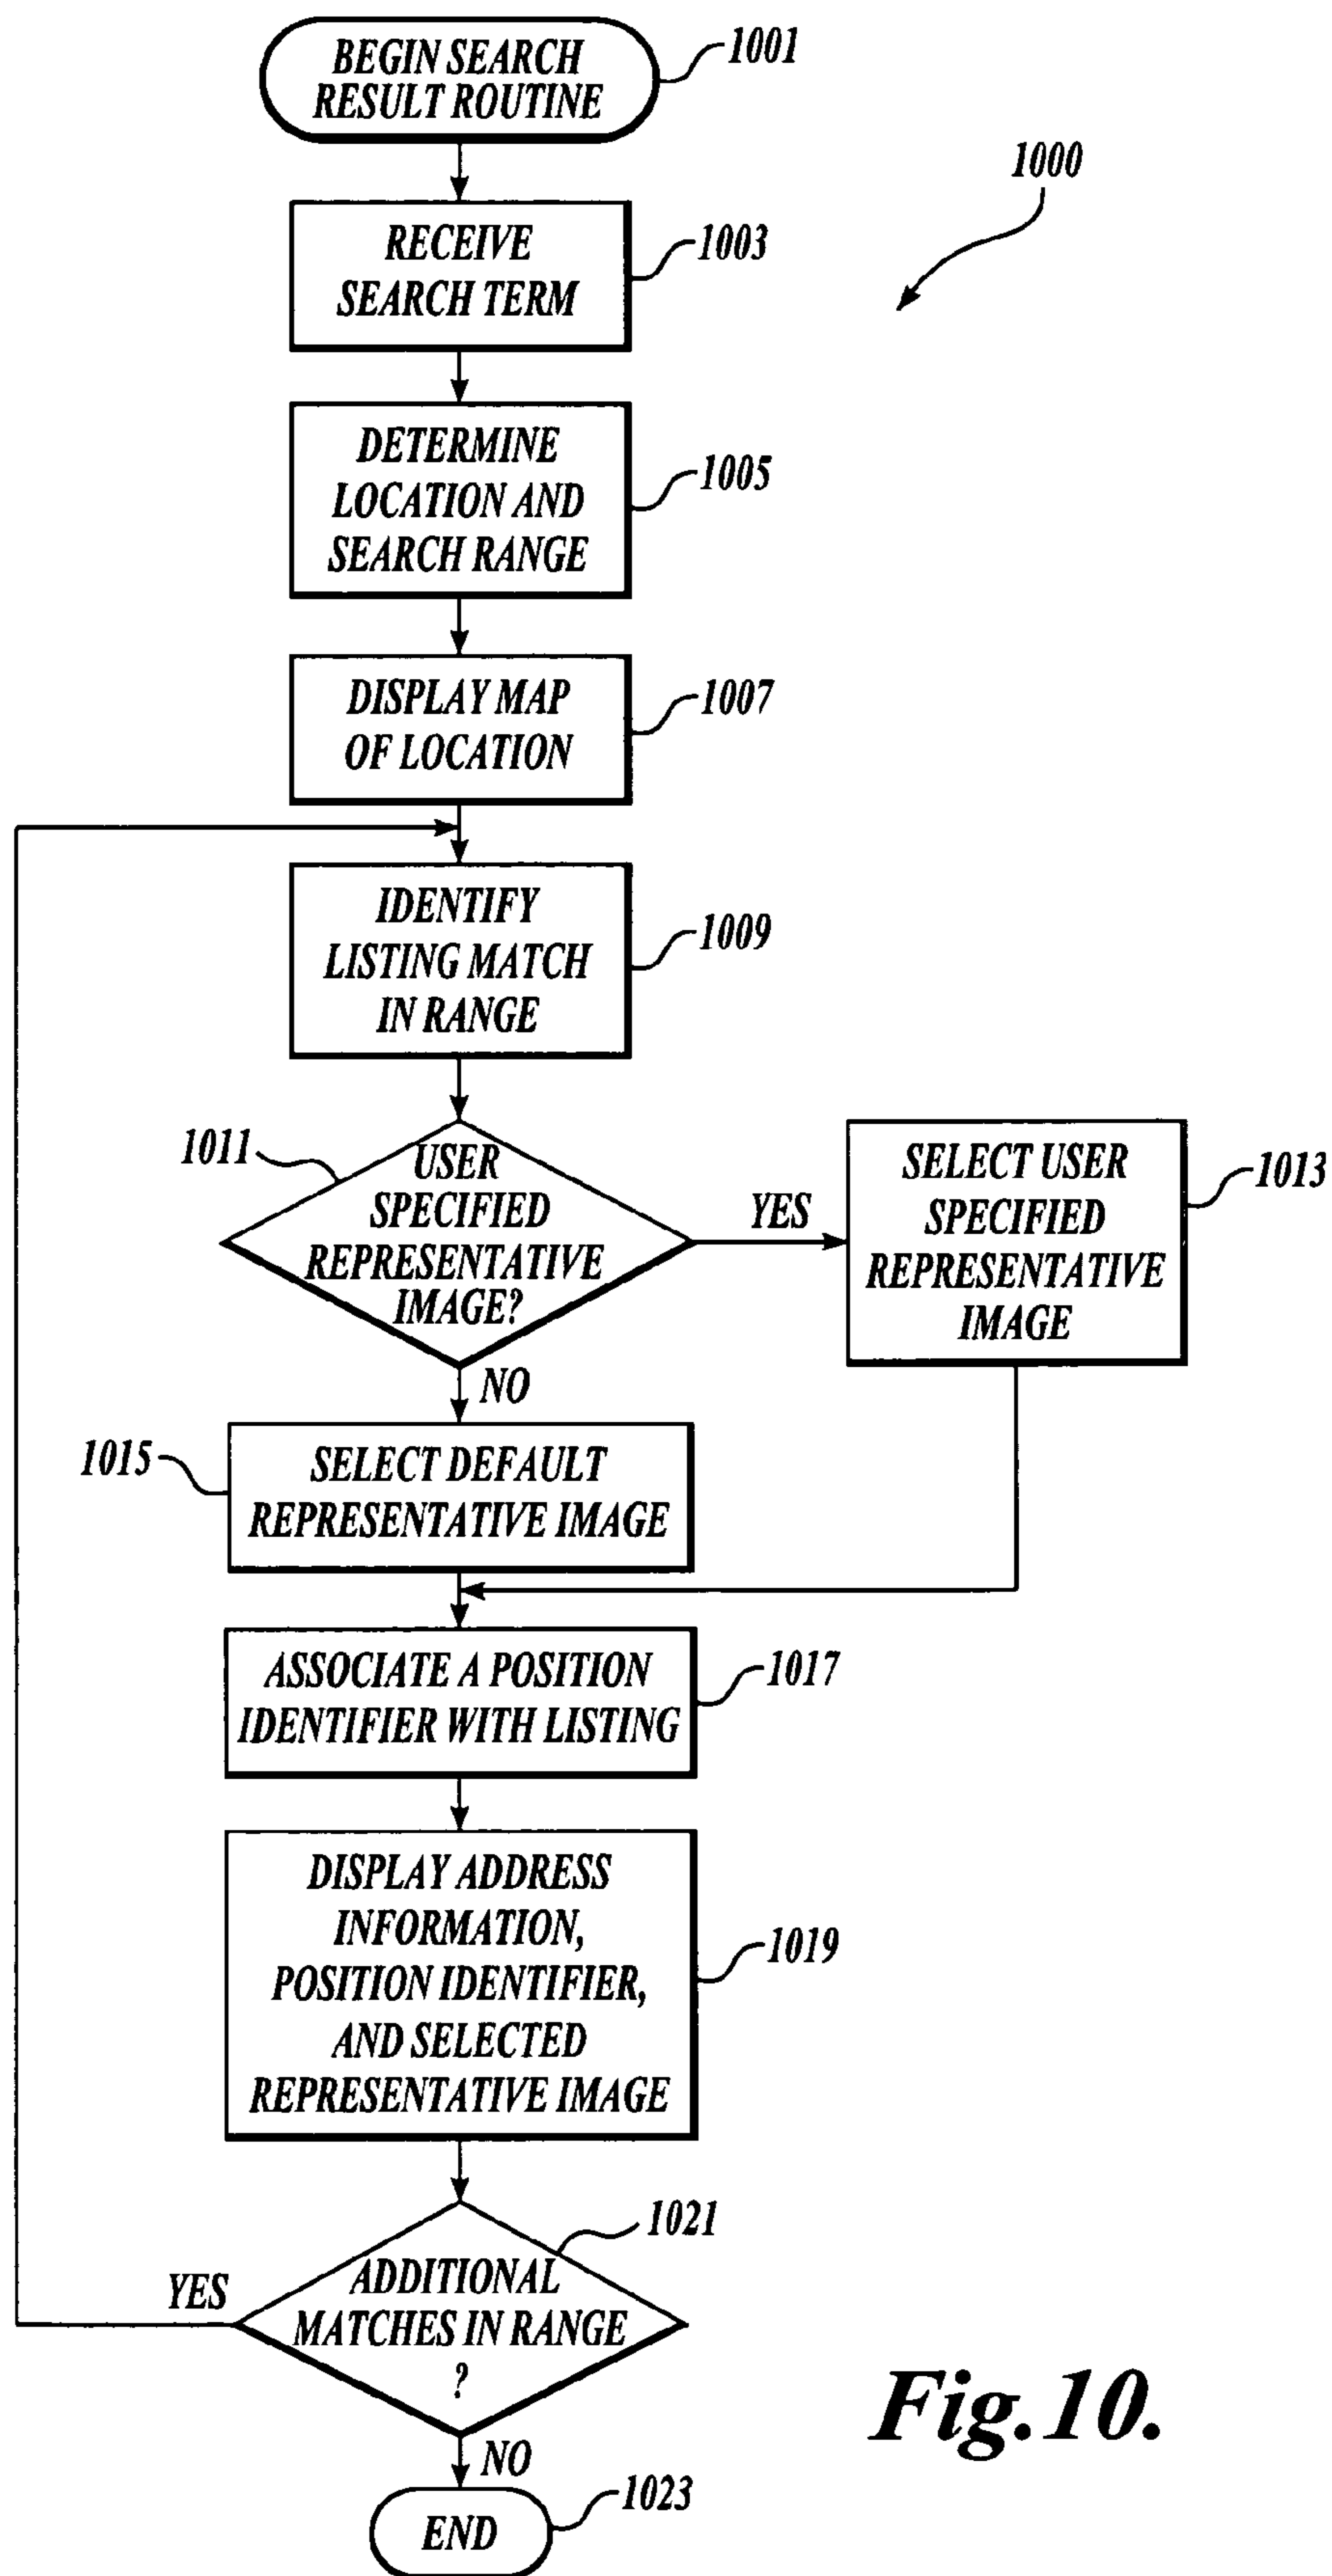 BEGIN SEARCH
RESULT ROUTINE
1001
1000
RECEIVE
SEARCH TERM
1003
DETERMINE
LOCATION AND
SEARCH RANGE
1005
DISPLAY MAP
OF LOCATION
1007
IDENTIFY
LISTING MATCH
IN RANGE
1009
1011
USER
SPECIFIED
REPRESENTATIVE
IMAGE?
YES
SELECT USER
SPECIFIED
REPRESENTATIVE
IMAGE
1013
NO
1015
SELECT DEFAULT
REPRESENTATIVE IMAGE
ASSOCIATE A POSITION
IDENTIFIER WITH LISTING
1017
DISPLAY ADDRESS
INFORMATION,
POSITION IDENTIFIER,
AND SELECTED
REPRESENTATIVE IMAGE
1019
1021
YES
ADDITIONAL
MATCHES IN RANGE
?
NO
END
1023
Fig.10.